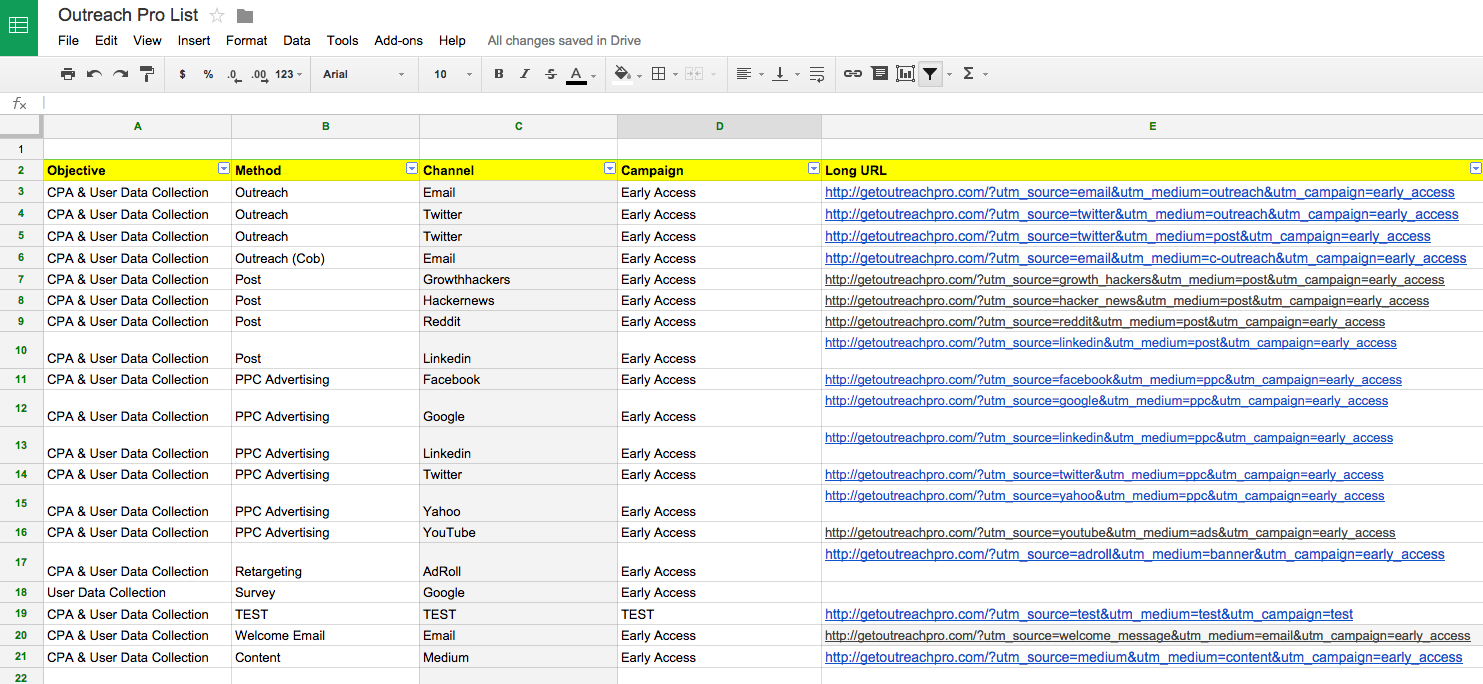 Outreach Pro List
File Edit View Insert Format Data Tools Add-ons Help All changes saved in Drive
$ % .0 .00 123 Arial 10 B I S A Σ
fx
A B C D E
1
2 Objective Method Channel Campaign Long URL
3 CPA & User Data Collection Outreach Email Early Access http://getoutreachpro.com/?utm_source=email&utm_medium=outreach&utm_campaign=early_access
4 CPA & User Data Collection Outreach Twitter Early Access http://getoutreachpro.com/?utm_source=twitter&utm_medium=outreach&utm_campaign=early_access
5 CPA & User Data Collection Outreach Twitter Early Access http://getoutreachpro.com/?utm_source=twitter&utm_medium=post&utm_campaign=early_access
6 CPA & User Data Collection Outreach (Cob) Email Early Access http://getoutreachpro.com/?utm_source=email&utm_medium=c-outreach&utm_campaign=early_access
7 CPA & User Data Collection Post Growthhackers Early Access http://getoutreachpro.com/?utm_source=growth_hackers&utm_medium=post&utm_campaign=early_access
8 CPA & User Data Collection Post Hackernews Early Access http://getoutreachpro.com/?utm_source=hacker_news&utm_medium=post&utm_campaign=early_access
9 CPA & User Data Collection Post Reddit Early Access http://getoutreachpro.com/?utm_source=reddit&utm_medium=post&utm_campaign=early_access
10 CPA & User Data Collection Post Linkedin Early Access http://getoutreachpro.com/?utm_source=linkedin&utm_medium=post&utm_campaign=early_access
11 CPA & User Data Collection PPC Advertising Facebook Early Access http://getoutreachpro.com/?utm_source=facebook&utm_medium=ppc&utm_campaign=early_access
12 CPA & User Data Collection PPC Advertising Google Early Access http://getoutreachpro.com/?utm_source=google&utm_medium=ppc&utm_campaign=early_access
13 CPA & User Data Collection PPC Advertising Linkedin Early Access http://getoutreachpro.com/?utm_source=linkedin&utm_medium=ppc&utm_campaign=early_access
14 CPA & User Data Collection PPC Advertising Twitter Early Access http://getoutreachpro.com/?utm_source=twitter&utm_medium=ppc&utm_campaign=early_access
15 CPA & User Data Collection PPC Advertising Yahoo Early Access http://getoutreachpro.com/?utm_source=yahoo&utm_medium=ppc&utm_campaign=early_access
16 CPA & User Data Collection PPC Advertising YouTube Early Access http://getoutreachpro.com/?utm_source=youtube&utm_medium=ads&utm_campaign=early_access
17 CPA & User Data Collection Retargeting AdRoll Early Access http://getoutreachpro.com/?utm_source=adroll&utm_medium=banner&utm_campaign=early_access
18 User Data Collection Survey Google Early Access
19 CPA & User Data Collection TEST TEST TEST http://getoutreachpro.com/?utm_source=test&utm_medium=test&utm_campaign=test
20 CPA & User Data Collection Welcome Email Email Early Access http://getoutreachpro.com/?utm_source=welcome_message&utm_medium=email&utm_campaign=early_access
21 CPA & User Data Collection Content Medium Early Access http://getoutreachpro.com/?utm_source=medium&utm_medium=content&utm_campaign=early_access
22